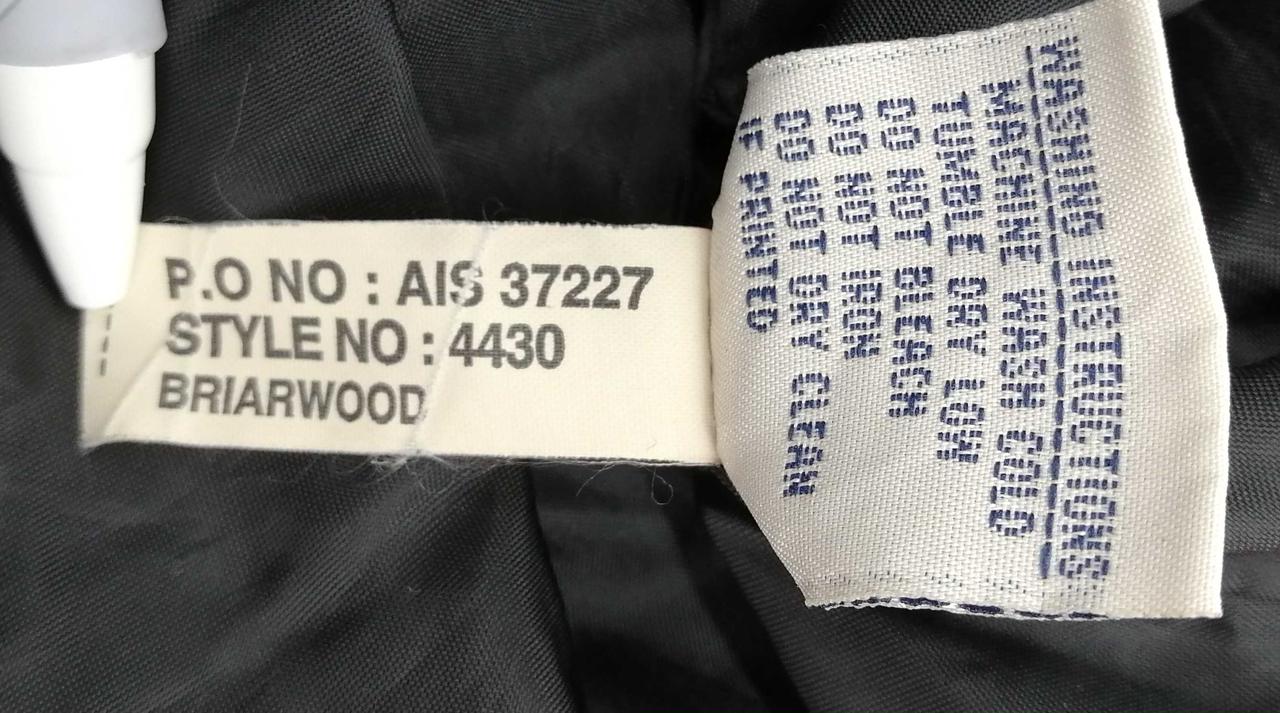 P.O NO : AIS 37227
STYLE NO : 4430
BRIARWOOD
WASHING INSTRUCTIONS
MACHINE WASH COLD
TUMBLE DRY LOW
DO NOT BLEACH
DO NOT IRON
DO NOT DRY CLEAN
IF PRINTED